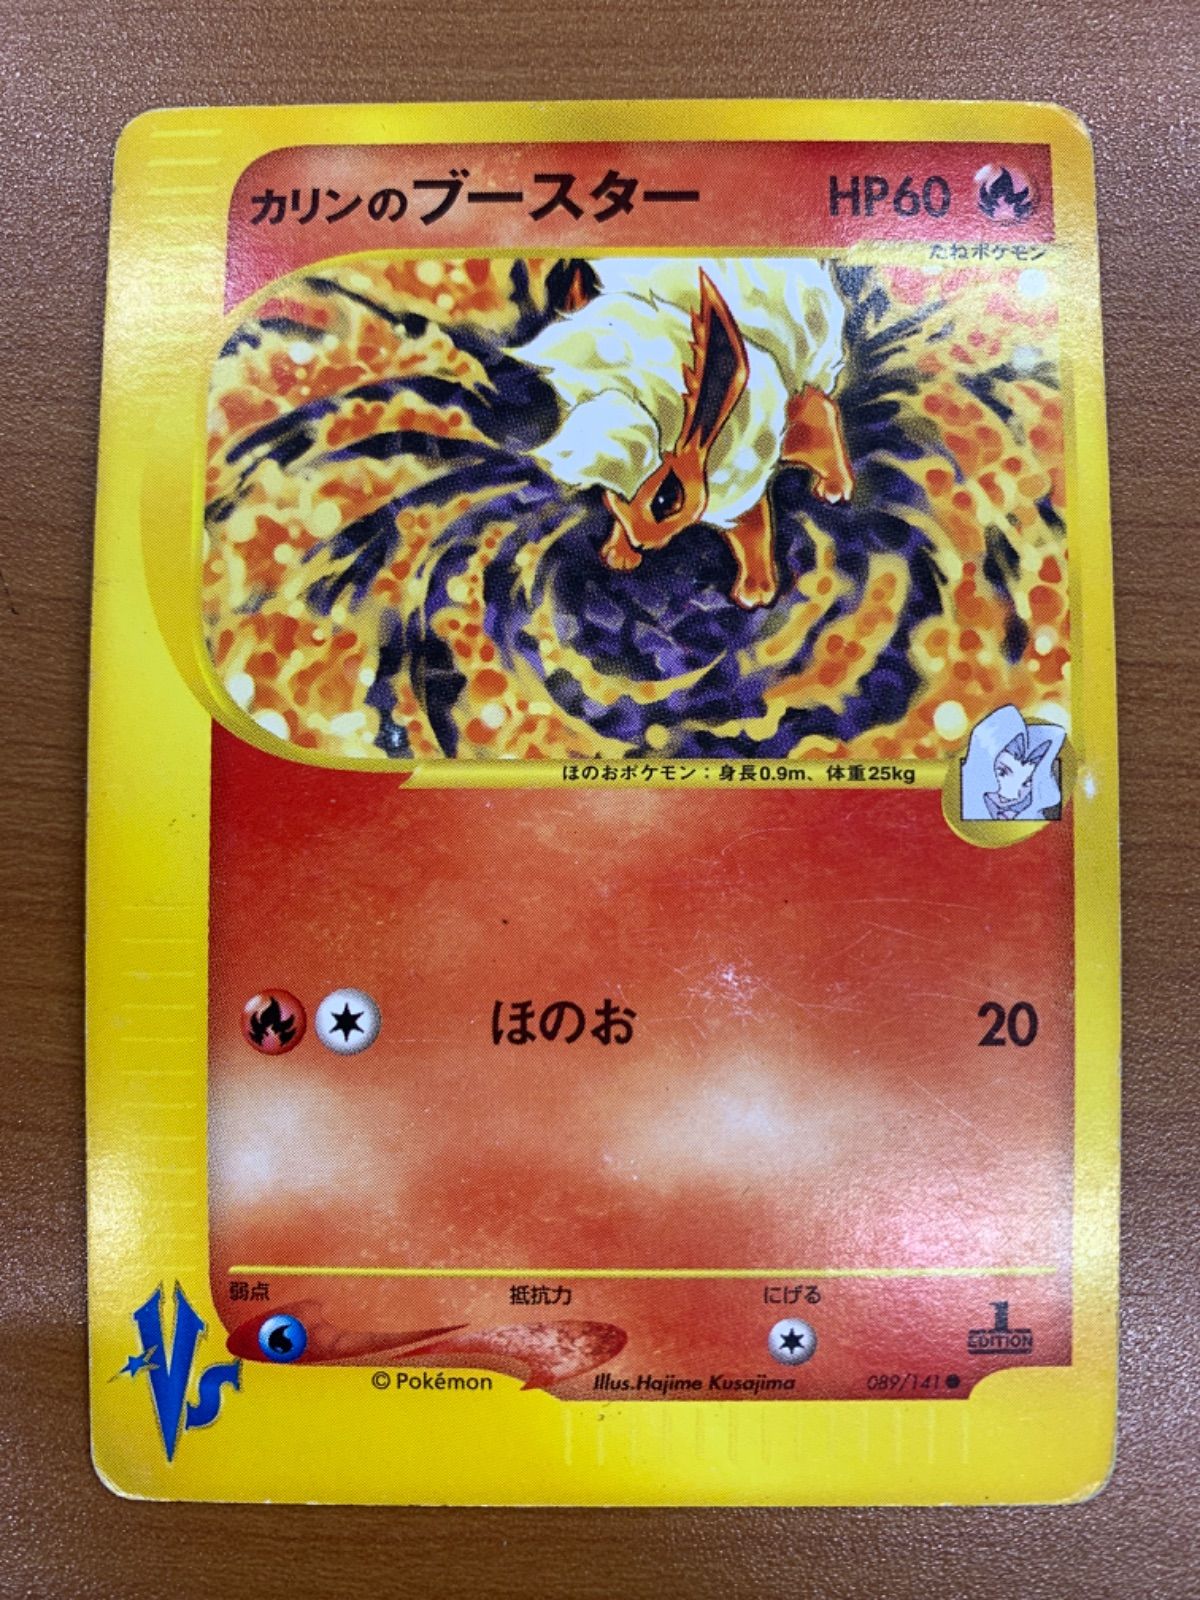 カリンのブースター HP60
たねポケモン
ほのおポケモン：身長0.9m、体重25kg
ほのお 20
弱点 抵抗力 にげる
1
EDITION
VS
© Pokémon Illus.Hajime Kusajima 089/141●